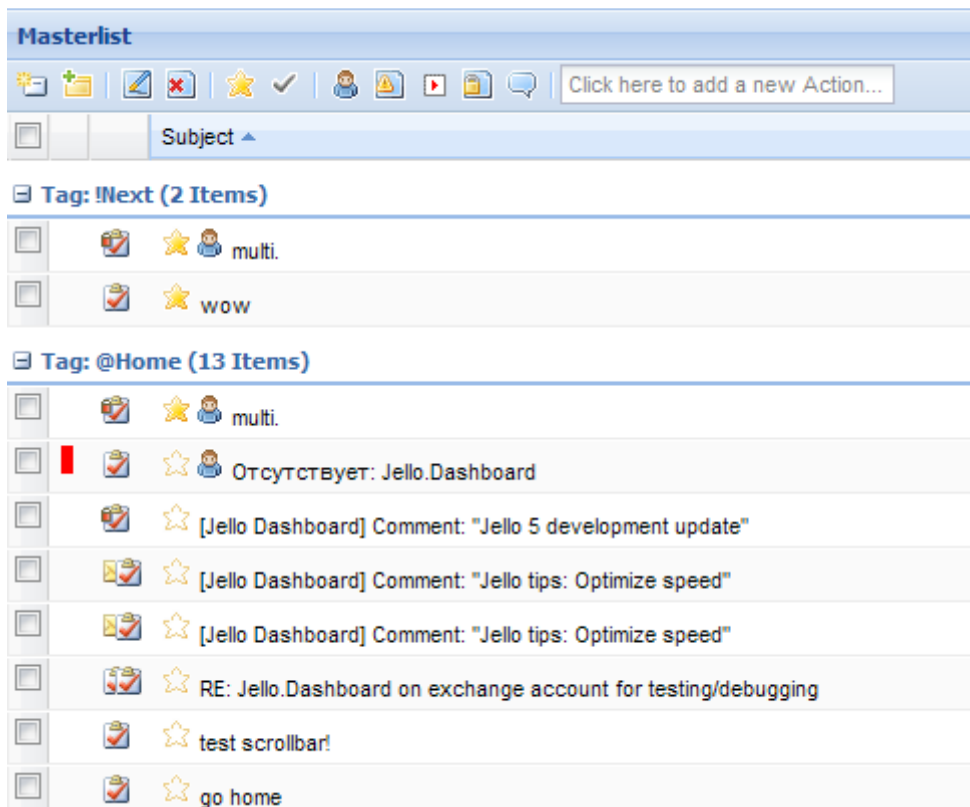 Masterlist
Click here to add a new Action...
Subject
Tag: !Next (2 Items)
multi.
wow
Tag: @Home (13 Items)
multi.
Отсутствует: Jello.Dashboard
[Jello Dashboard] Comment: "Jello 5 development update"
[Jello Dashboard] Comment: "Jello tips: Optimize speed"
[Jello Dashboard] Comment: "Jello tips: Optimize speed"
RE: Jello.Dashboard on exchange account for testing/debugging
test scrollbar!
go home